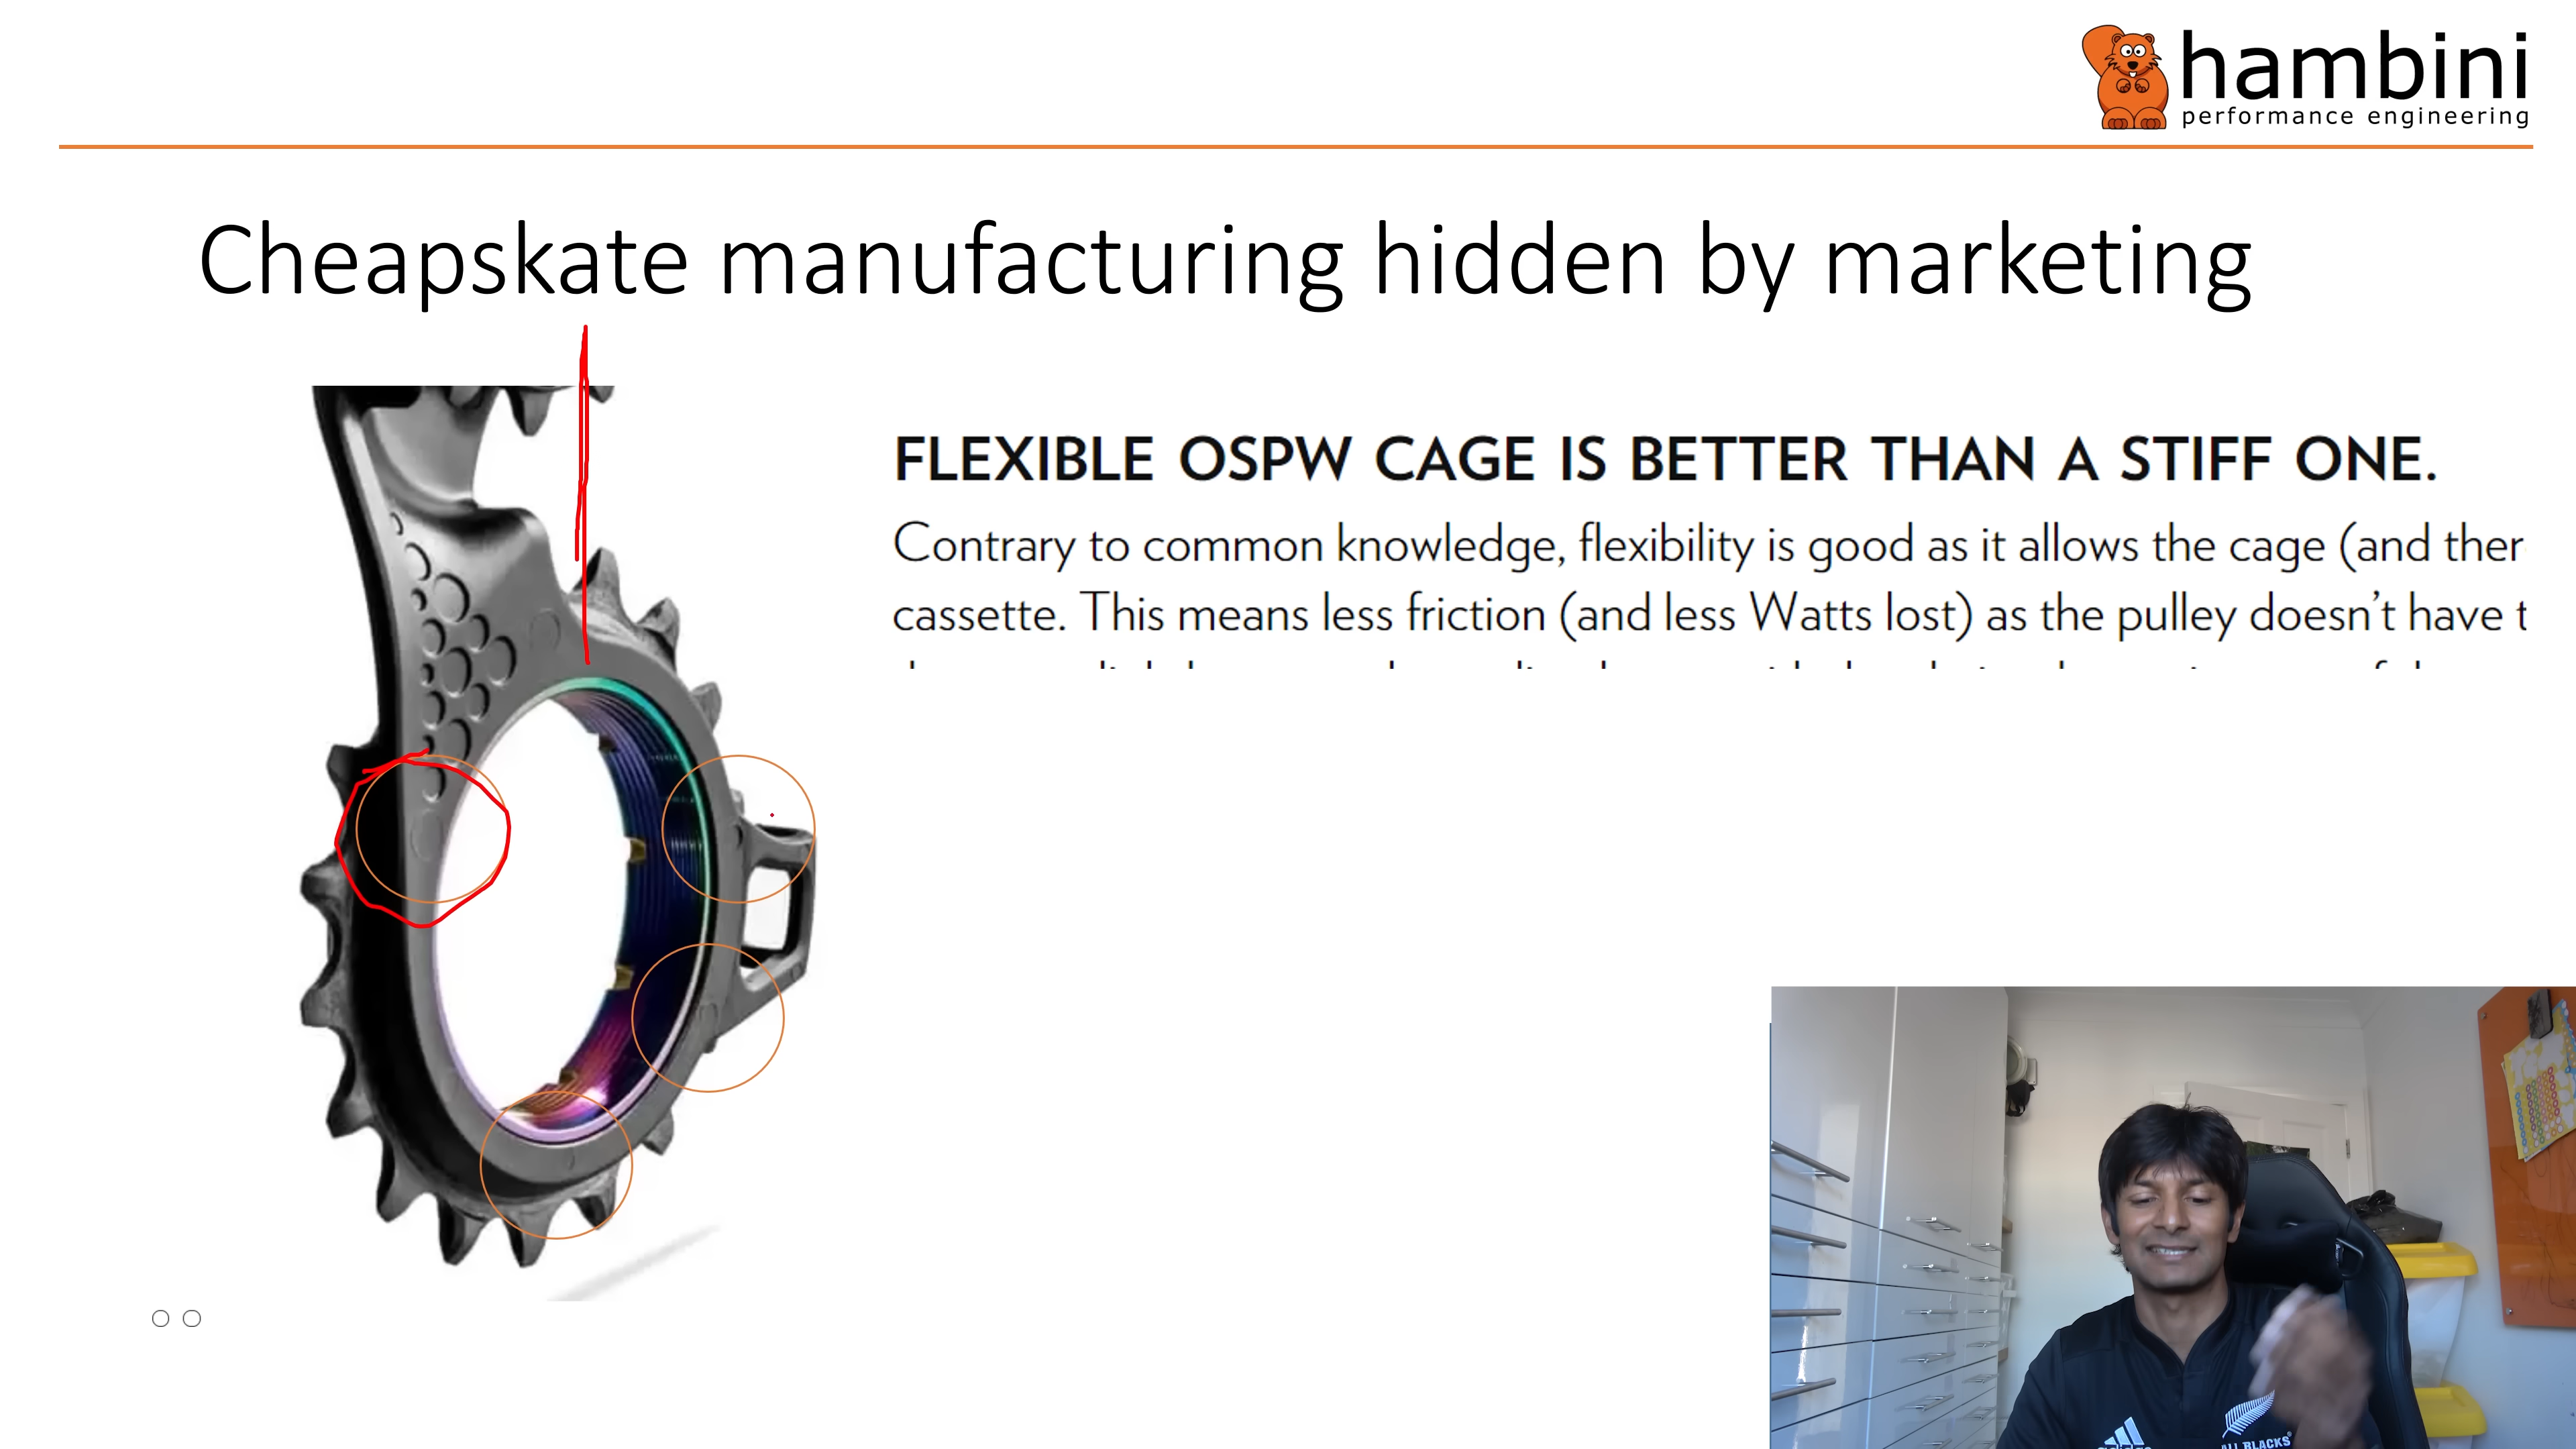 hambini
performance engineering
Cheapskate manufacturing hidden by marketing
FLEXIBLE OSPW CAGE IS BETTER THAN A STIFF ONE.
Contrary to common knowledge, flexibility is good as it allows the cage (and ther
cassette. This means less friction (and less Watts lost) as the pulley doesn't have t
ALL BLACKS